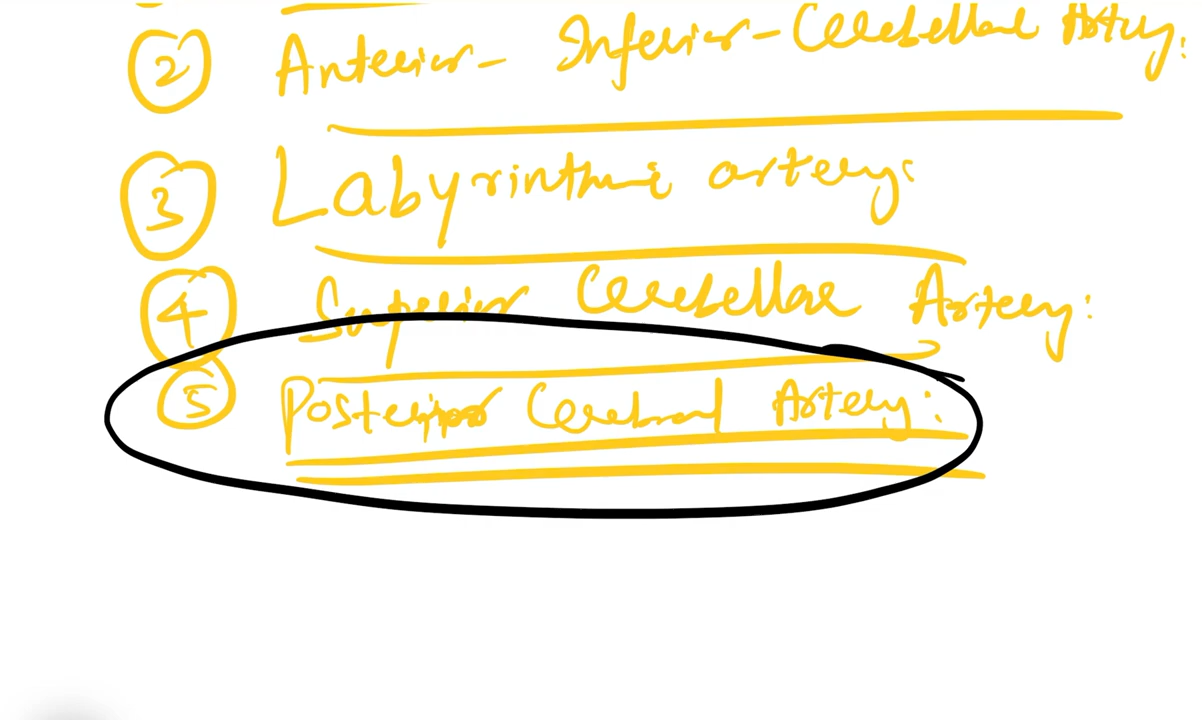 ② Anterior- Inferior-Cerebellar Artery:
③ Labyrinthine artery:
④ Superior Cerebellar Artery:
⑤ Posterior Cerebral Artery: